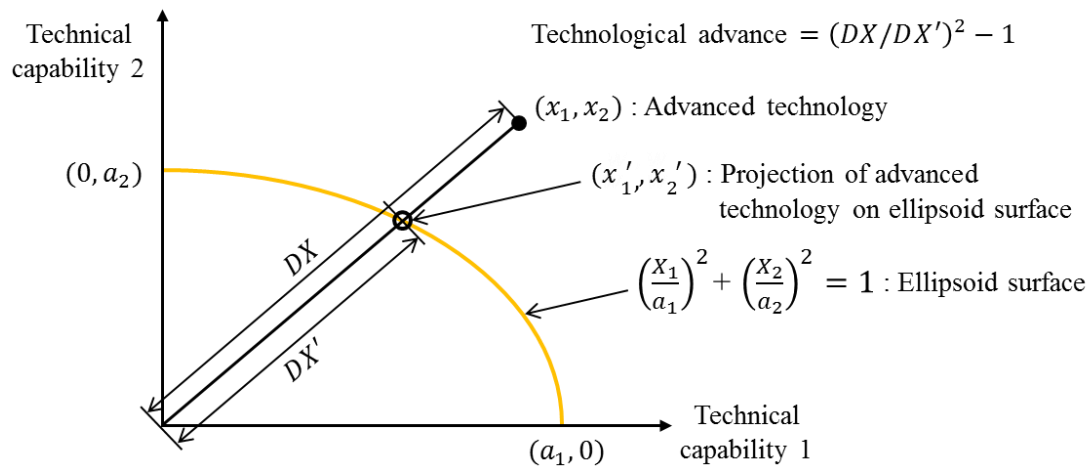 Technical
capability 2
Technological advance = (DX/DX′)² − 1
(x₁, x₂) : Advanced technology
(0, a₂)
(x′₁, x′₂) : Projection of advanced
technology on ellipsoid surface
DX
(X₁/a₁)² + (X₂/a₂)² = 1 : Ellipsoid surface
DX′
Technical
capability 1
(a₁, 0)